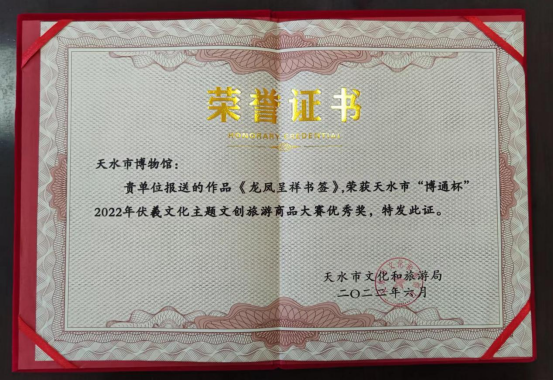 荣誉证书
天水市博物馆：
贵单位报送的作品《龙凤呈祥书签》,荣获天水市“博通杯”
2022年伏羲文化主题文创旅游商品大赛优秀奖，特发此证。
天水市文化和旅游局
二〇二二年六月